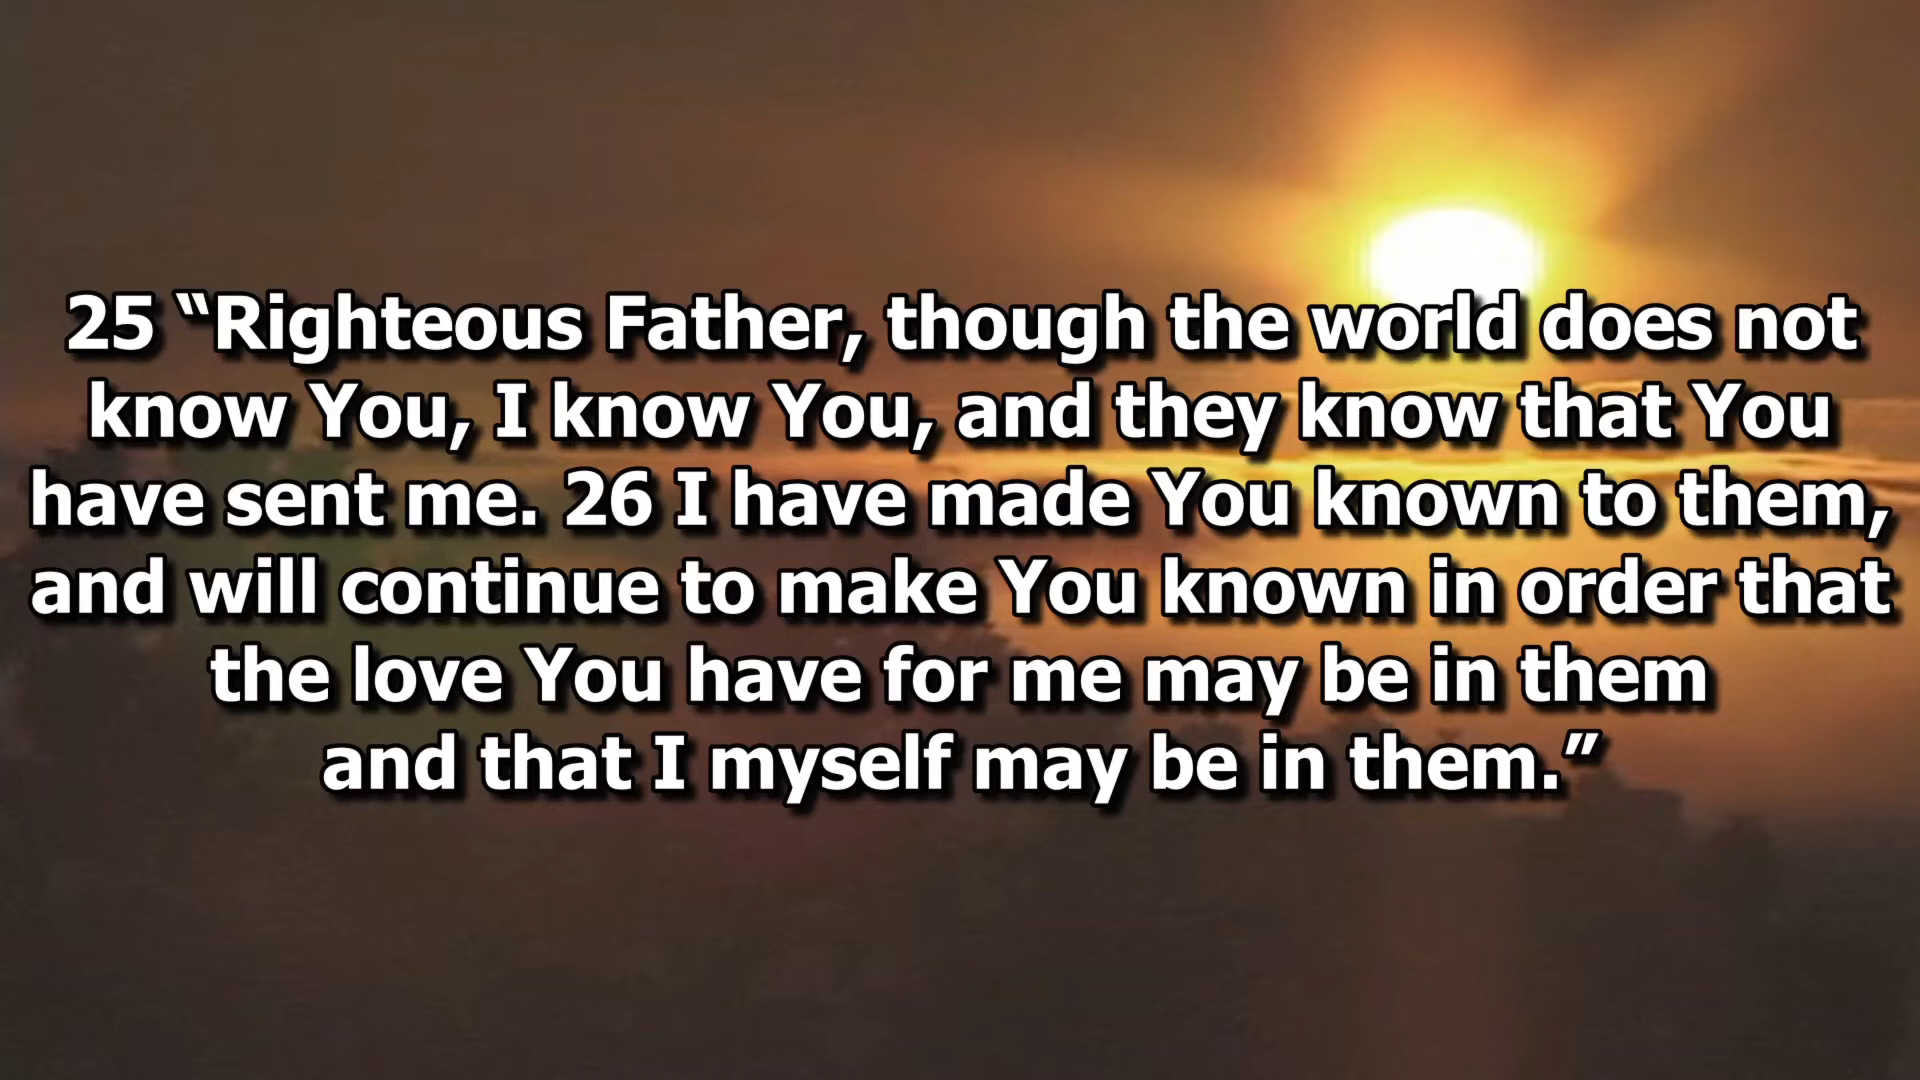 25 “Righteous Father, though the world does not
know You, I know You, and they know that You
have sent me. 26 I have made You known to them,
and will continue to make You known in order that
the love You have for me may be in them
and that I myself may be in them.”